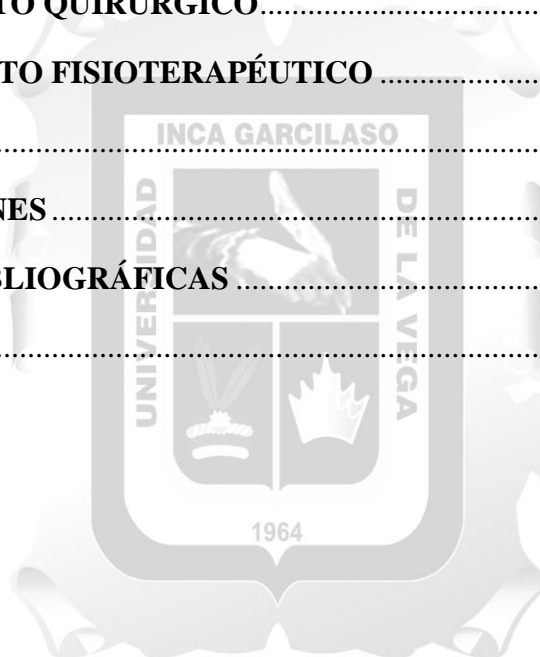 TO QUIRÚRGICO................................................
TO FISIOTERAPÉUTICO................................
................................................................................
NES................................................................................
BLIOGRÁFICAS................................................
................................................................................
INCA GARCILASO
UNIVERSIDAD
DE LA VEGA
1964